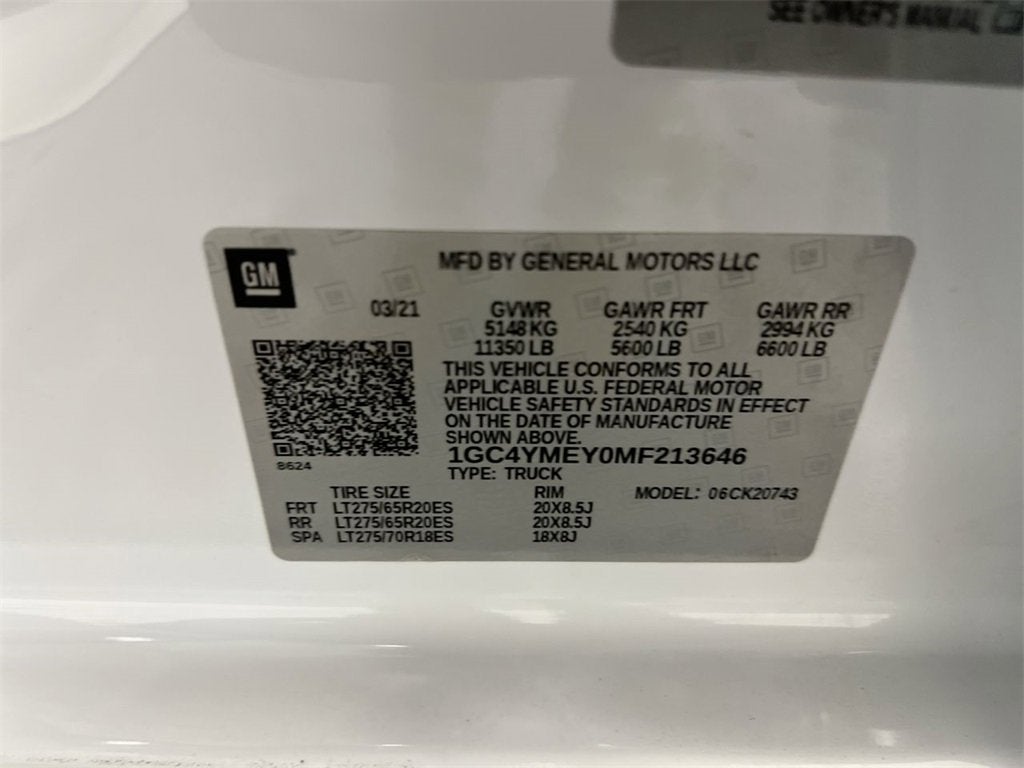 SEE OWNER'S MANUAL
GM
MFD BY GENERAL MOTORS LLC
03/21 GVWR GAWR FRT GAWR RR
5148 KG 2540 KG 2994 KG
11350 LB 5600 LB 6600 LB
THIS VEHICLE CONFORMS TO ALL
APPLICABLE U.S. FEDERAL MOTOR
VEHICLE SAFETY STANDARDS IN EFFECT
ON THE DATE OF MANUFACTURE
SHOWN ABOVE.
1GC4YMEY0MF213646
8624
TYPE: TRUCK
TIRE SIZE RIM MODEL: 06CK20743
FRT LT275/65R20ES 20X8.5J
RR LT275/65R20ES 20X8.5J
SPA LT275/70R18ES 18X8J